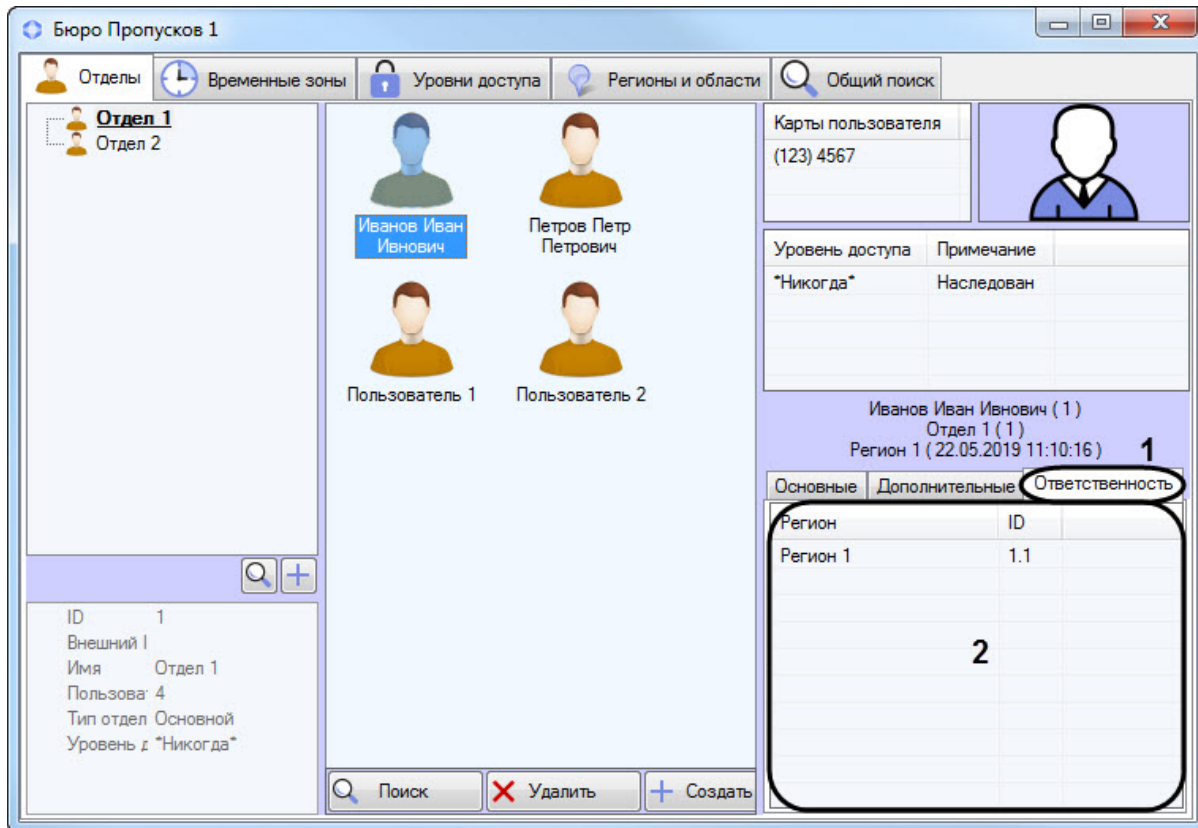 Бюро Пропусков 1
Отделы
Временные зоны
Уровни доступа
Регионы и области
Общий поиск
Отдел 1
Отдел 2
ID 1
Внешний I
Имя Отдел 1
Пользоват 4
Тип отдел Основной
Уровень д *Никогда*
Иванов Иван
Ивнович
Петров Петр
Петрович
Пользователь 1
Пользователь 2
Поиск
Удалить
Создать
Карты пользователя
(123) 4567
Уровень доступа Примечание
*Никогда* Наследован
Иванов Иван Ивнович ( 1 )
Отдел 1 ( 1 )
Регион 1 ( 22.05.2019 11:10:16 )
1
Основные
Дополнительные
Ответственность
Регион ID
Регион 1 1.1
2